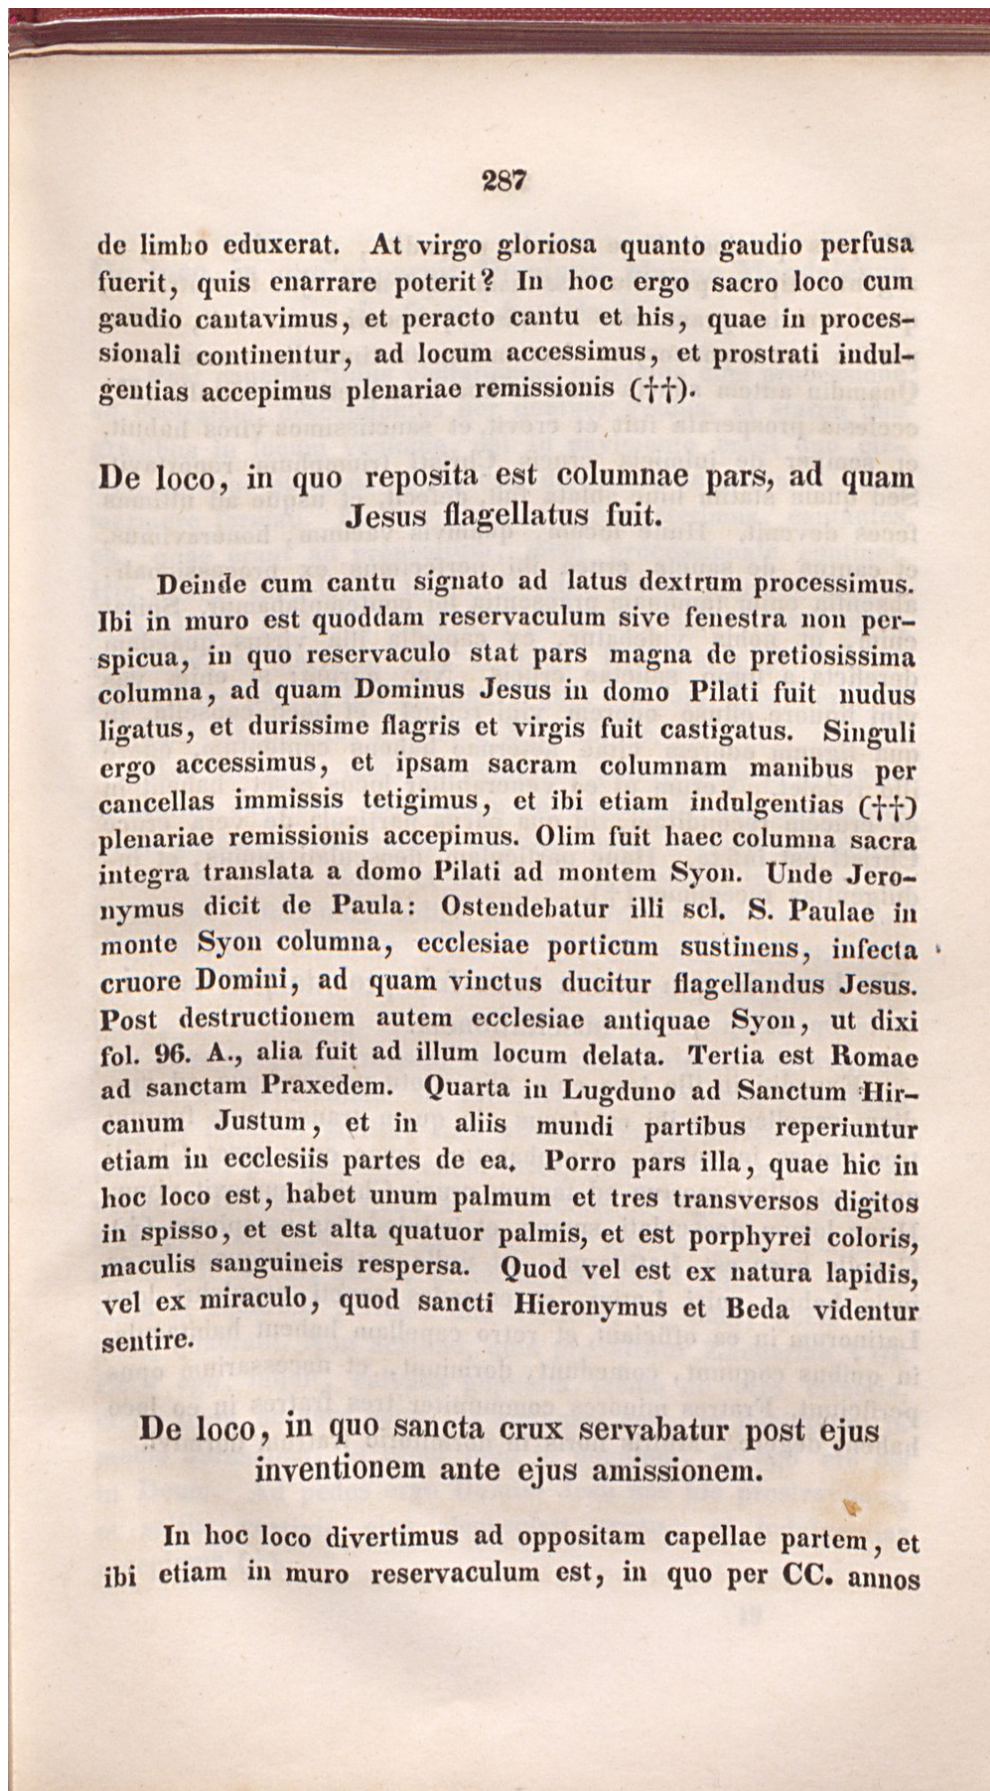 287
de limbo eduxerat. At virgo gloriosa quanto gaudio perfusa
fuerit, quis enarrare poterit? In hoc ergo sacro loco cum
gaudio cantavimus, et peracto cantu et his, quae in proces-
sionali continentur, ad locum accessimus, et prostrati indul-
gentias accepimus plenariae remissionis (††).
De loco, in quo reposita est columnae pars, ad quam
Jesus flagellatus fuit.
Deinde cum cantu signato ad latus dextrum processimus.
Ibi in muro est quoddam reservaculum sive fenestra non per-
spicua, in quo reservaculo stat pars magna de pretiosissima
columna, ad quam Dominus Jesus in domo Pilati fuit nudus
ligatus, et durissime flagris et virgis fuit castigatus. Singuli
ergo accessimus, et ipsam sacram columnam manibus per
cancellas immissis tetigimus, et ibi etiam indulgentias (††)
plenariae remissionis accepimus. Olim fuit haec columna sacra
integra translata a domo Pilati ad montem Syon. Unde Jero-
nymus dicit de Paula: Ostendebatur illi scl. S. Paulae in
monte Syon columna, ecclesiae porticum sustinens, infecta
cruore Domini, ad quam vinctus ducitur flagellandus Jesus.
Post destructionem autem ecclesiae antiquae Syon, ut dixi
fol. 96. A., alia fuit ad illum locum delata. Tertia est Romae
ad sanctam Praxedem. Quarta in Lugduno ad Sanctum Hir-
canum Justum, et in aliis mundi partibus reperiuntur
etiam in ecclesiis partes de ea. Porro pars illa, quae hic in
hoc loco est, habet unum palmum et tres transversos digitos
in spisso, et est alta quatuor palmis, et est porphyrei coloris,
maculis sanguineis respersa. Quod vel est ex natura lapidis,
vel ex miraculo, quod sancti Hieronymus et Beda videntur
sentire.
De loco, in quo sancta crux servabatur post ejus
inventionem ante ejus amissionem.
In hoc loco divertimus ad oppositam capellae partem, et
ibi etiam in muro reservaculum est, in quo per CC. annos